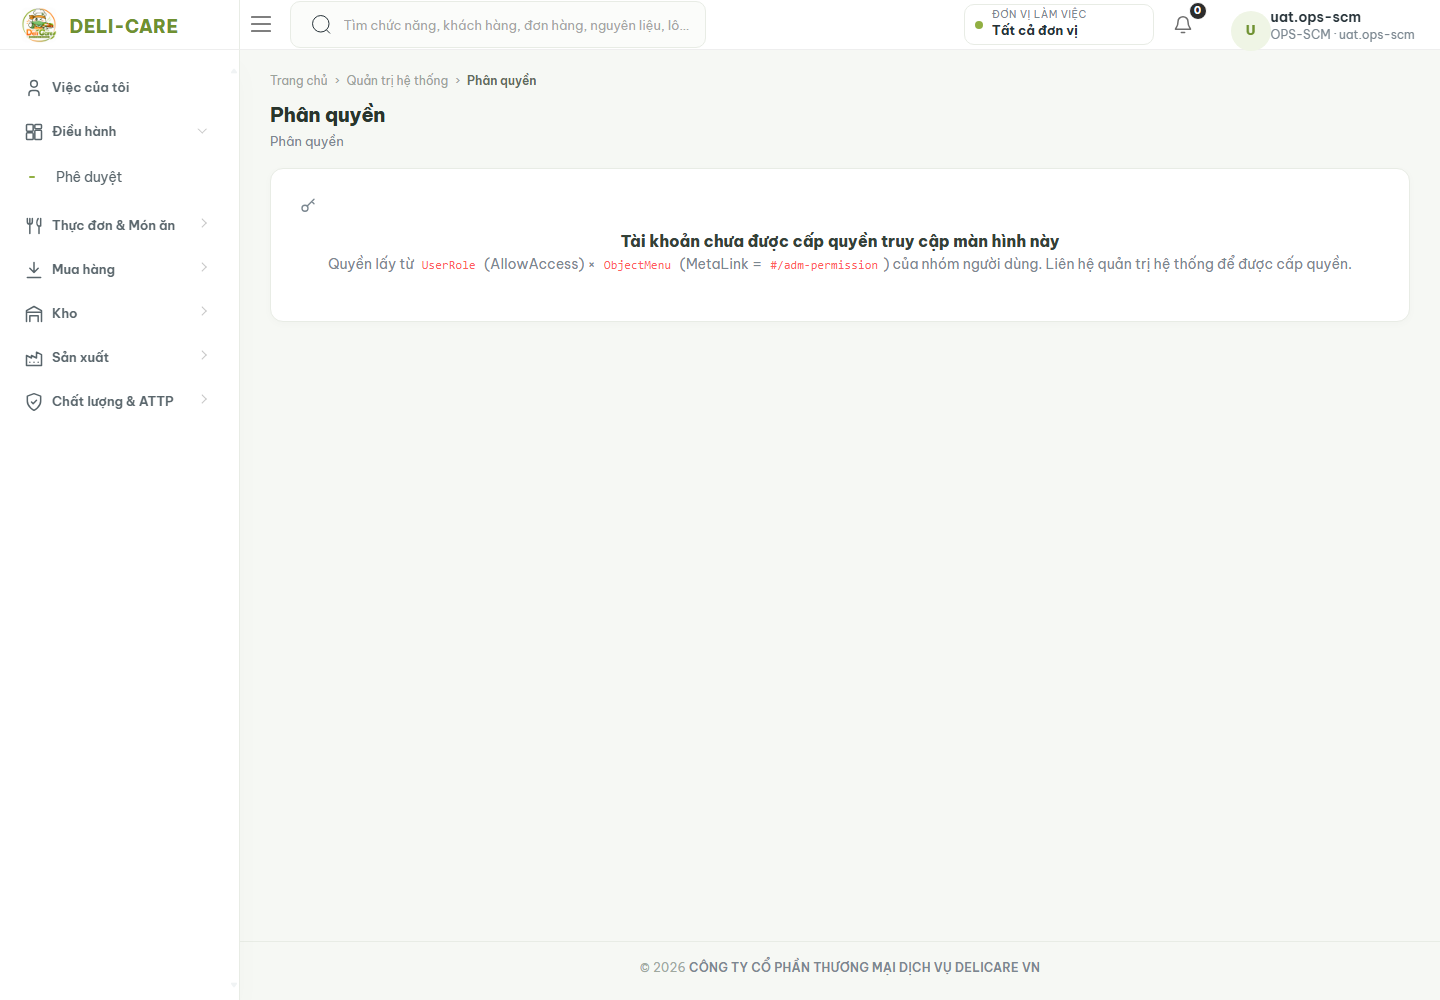 DELI-CARE
Tìm chức năng, khách hàng, đơn hàng, nguyên liệu, lô...
ĐƠN VỊ LÀM VIỆC
Tất cả đơn vị
0
U
uat.ops-scm
OPS-SCM · uat.ops-scm
Việc của tôi
Điều hành
Phê duyệt
Thực đơn & Món ăn
Mua hàng
Kho
Sản xuất
Chất lượng & ATTP
Trang chủ › Quản trị hệ thống › Phân quyền
Phân quyền
Phân quyền
Tài khoản chưa được cấp quyền truy cập màn hình này
Quyền lấy từ UserRole (AllowAccess) × ObjectMenu (MetaLink = #/adm-permission ) của nhóm người dùng. Liên hệ quản trị hệ thống để được cấp quyền.
© 2026 CÔNG TY CỔ PHẦN THƯƠNG MẠI DỊCH VỤ DELICARE VN